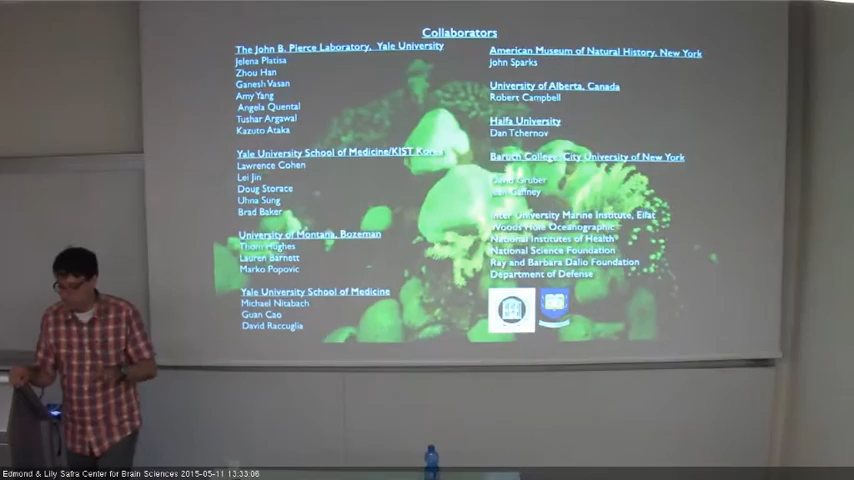 Collaborators
The John B. Pierce Laboratory, Yale University
Jelena Platisa
Zhou Han
Ganesh Vasan
Amy Yang
Angela Quental
Tushar Argawal
Kazuto Ataka
Yale University School of Medicine/KIST Korea
Lawrence Cohen
Lei Jin
Doug Storace
Uhna Sung
Brad Baker
University of Montana, Bozeman
Thom Hughes
Lauren Barnett
Marko Popovic
Yale University School of Medicine
Michael Nitabach
Guan Cao
David Raccuglia
American Museum of Natural History, New York
John Sparks
University of Alberta, Canada
Robert Campbell
Haifa University
Dan Tchernov
Baruch College, City University of New York
David Gruber
Gaffney
Inter University Marine Institute, Eilat
Woods Hole Oceanographic
National Institutes of Health
National Science Foundation
Ray and Barbara Dalio Foundation
Department of Defense
Edmond & Lily Safra Center for Brain Sciences 2015-05-11 13:33:06